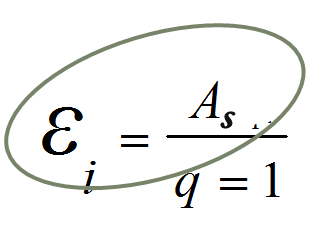 ε_i = A_s / q = 1